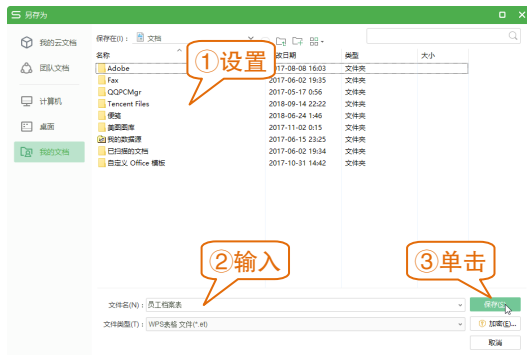 另存为
我的云文档
团队文档
计算机
桌面
我的文档
保存在(I)： 文档
名称 修改日期 类型 大小
Adobe 2017-08-08 16:03 文件夹
Fax 2017-06-02 19:35 文件夹
QQPCMgr 2017-05-17 0:56 文件夹
Tencent Files 2018-09-14 22:22 文件夹
便笺 2018-06-24 1:46 文件夹
美图图库 2017-11-02 0:15 文件夹
我的数据源 2017-06-15 23:25 文件夹
已扫描的文档 2017-06-02 19:34 文件夹
自定义 Office 模板 2017-10-31 14:42 文件夹
①设置
②输入
③单击
文件名(N)： 员工档案表 保存(S)
文件类型(T)： WPS表格 文件(*.et) 加密(E)...
取消